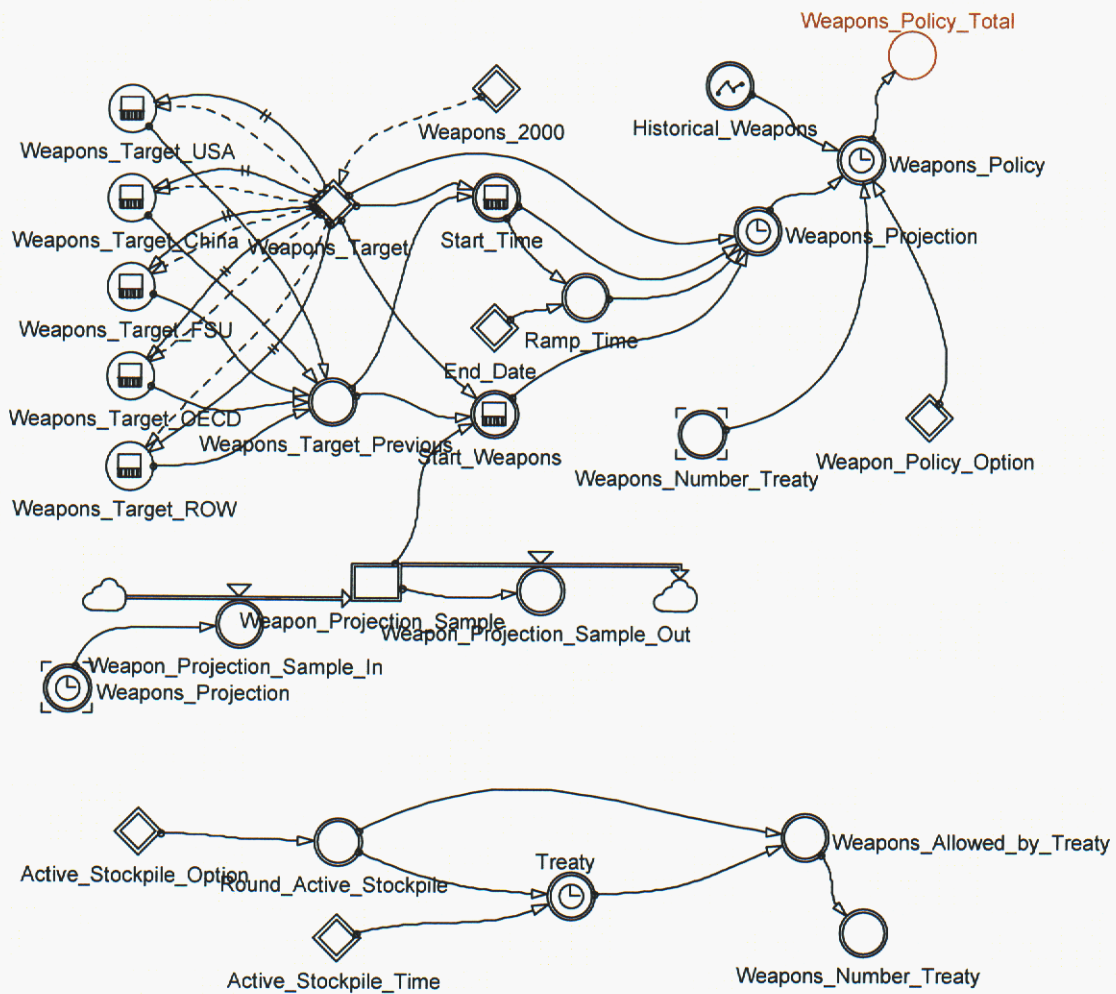 Weapons_Policy_Total
Weapons_Target_USA
Weapons_2000
Historical_Weapons
Weapons_Policy
Weapons_Target_China
Weapons_Target
Start_Time
Weapons_Projection
Weapons_Target_FSU
Ramp_Time
End_Date
Weapons_Target_OECD
Weapons_Target_Previous
Start_Weapons
Weapons_Number_Treaty
Weapon_Policy_Option
Weapons_Target_ROW
Weapon_Projection_Sample
Weapon_Projection_Sample_Out
Weapon_Projection_Sample_In
Weapons_Projection
Active_Stockpile_Option
Round_Active_Stockpile
Treaty
Weapons_Allowed_by_Treaty
Active_Stockpile_Time
Weapons_Number_Treaty